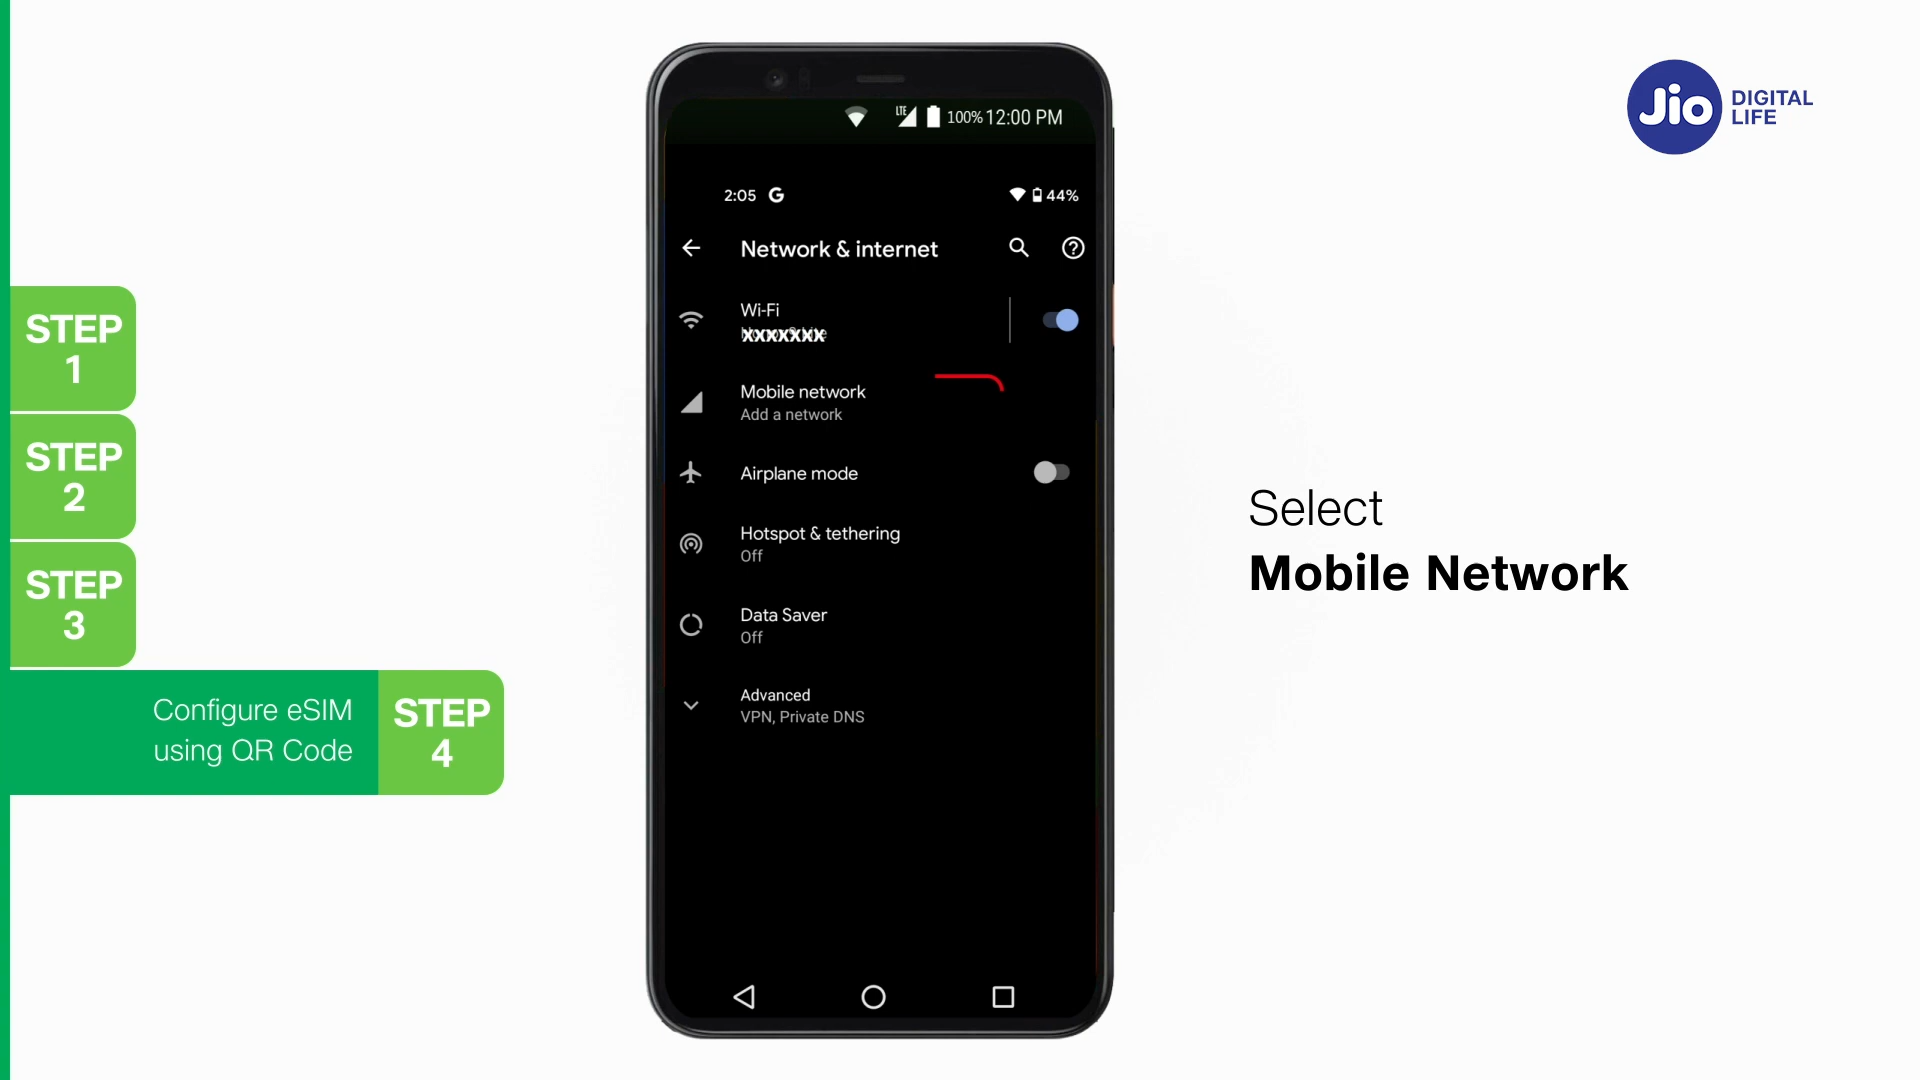 Jio DIGITAL
LIFE
STEP
1
STEP
2
STEP
3
Configure eSIM
using QR Code
STEP
4
LTE 100% 12:00 PM
2:05 G 44%
Network & internet
Wi-Fi
XXXXXXX
Mobile network
Add a network
Airplane mode
Hotspot & tethering
Off
Data Saver
Off
Advanced
VPN, Private DNS
Select
Mobile Network